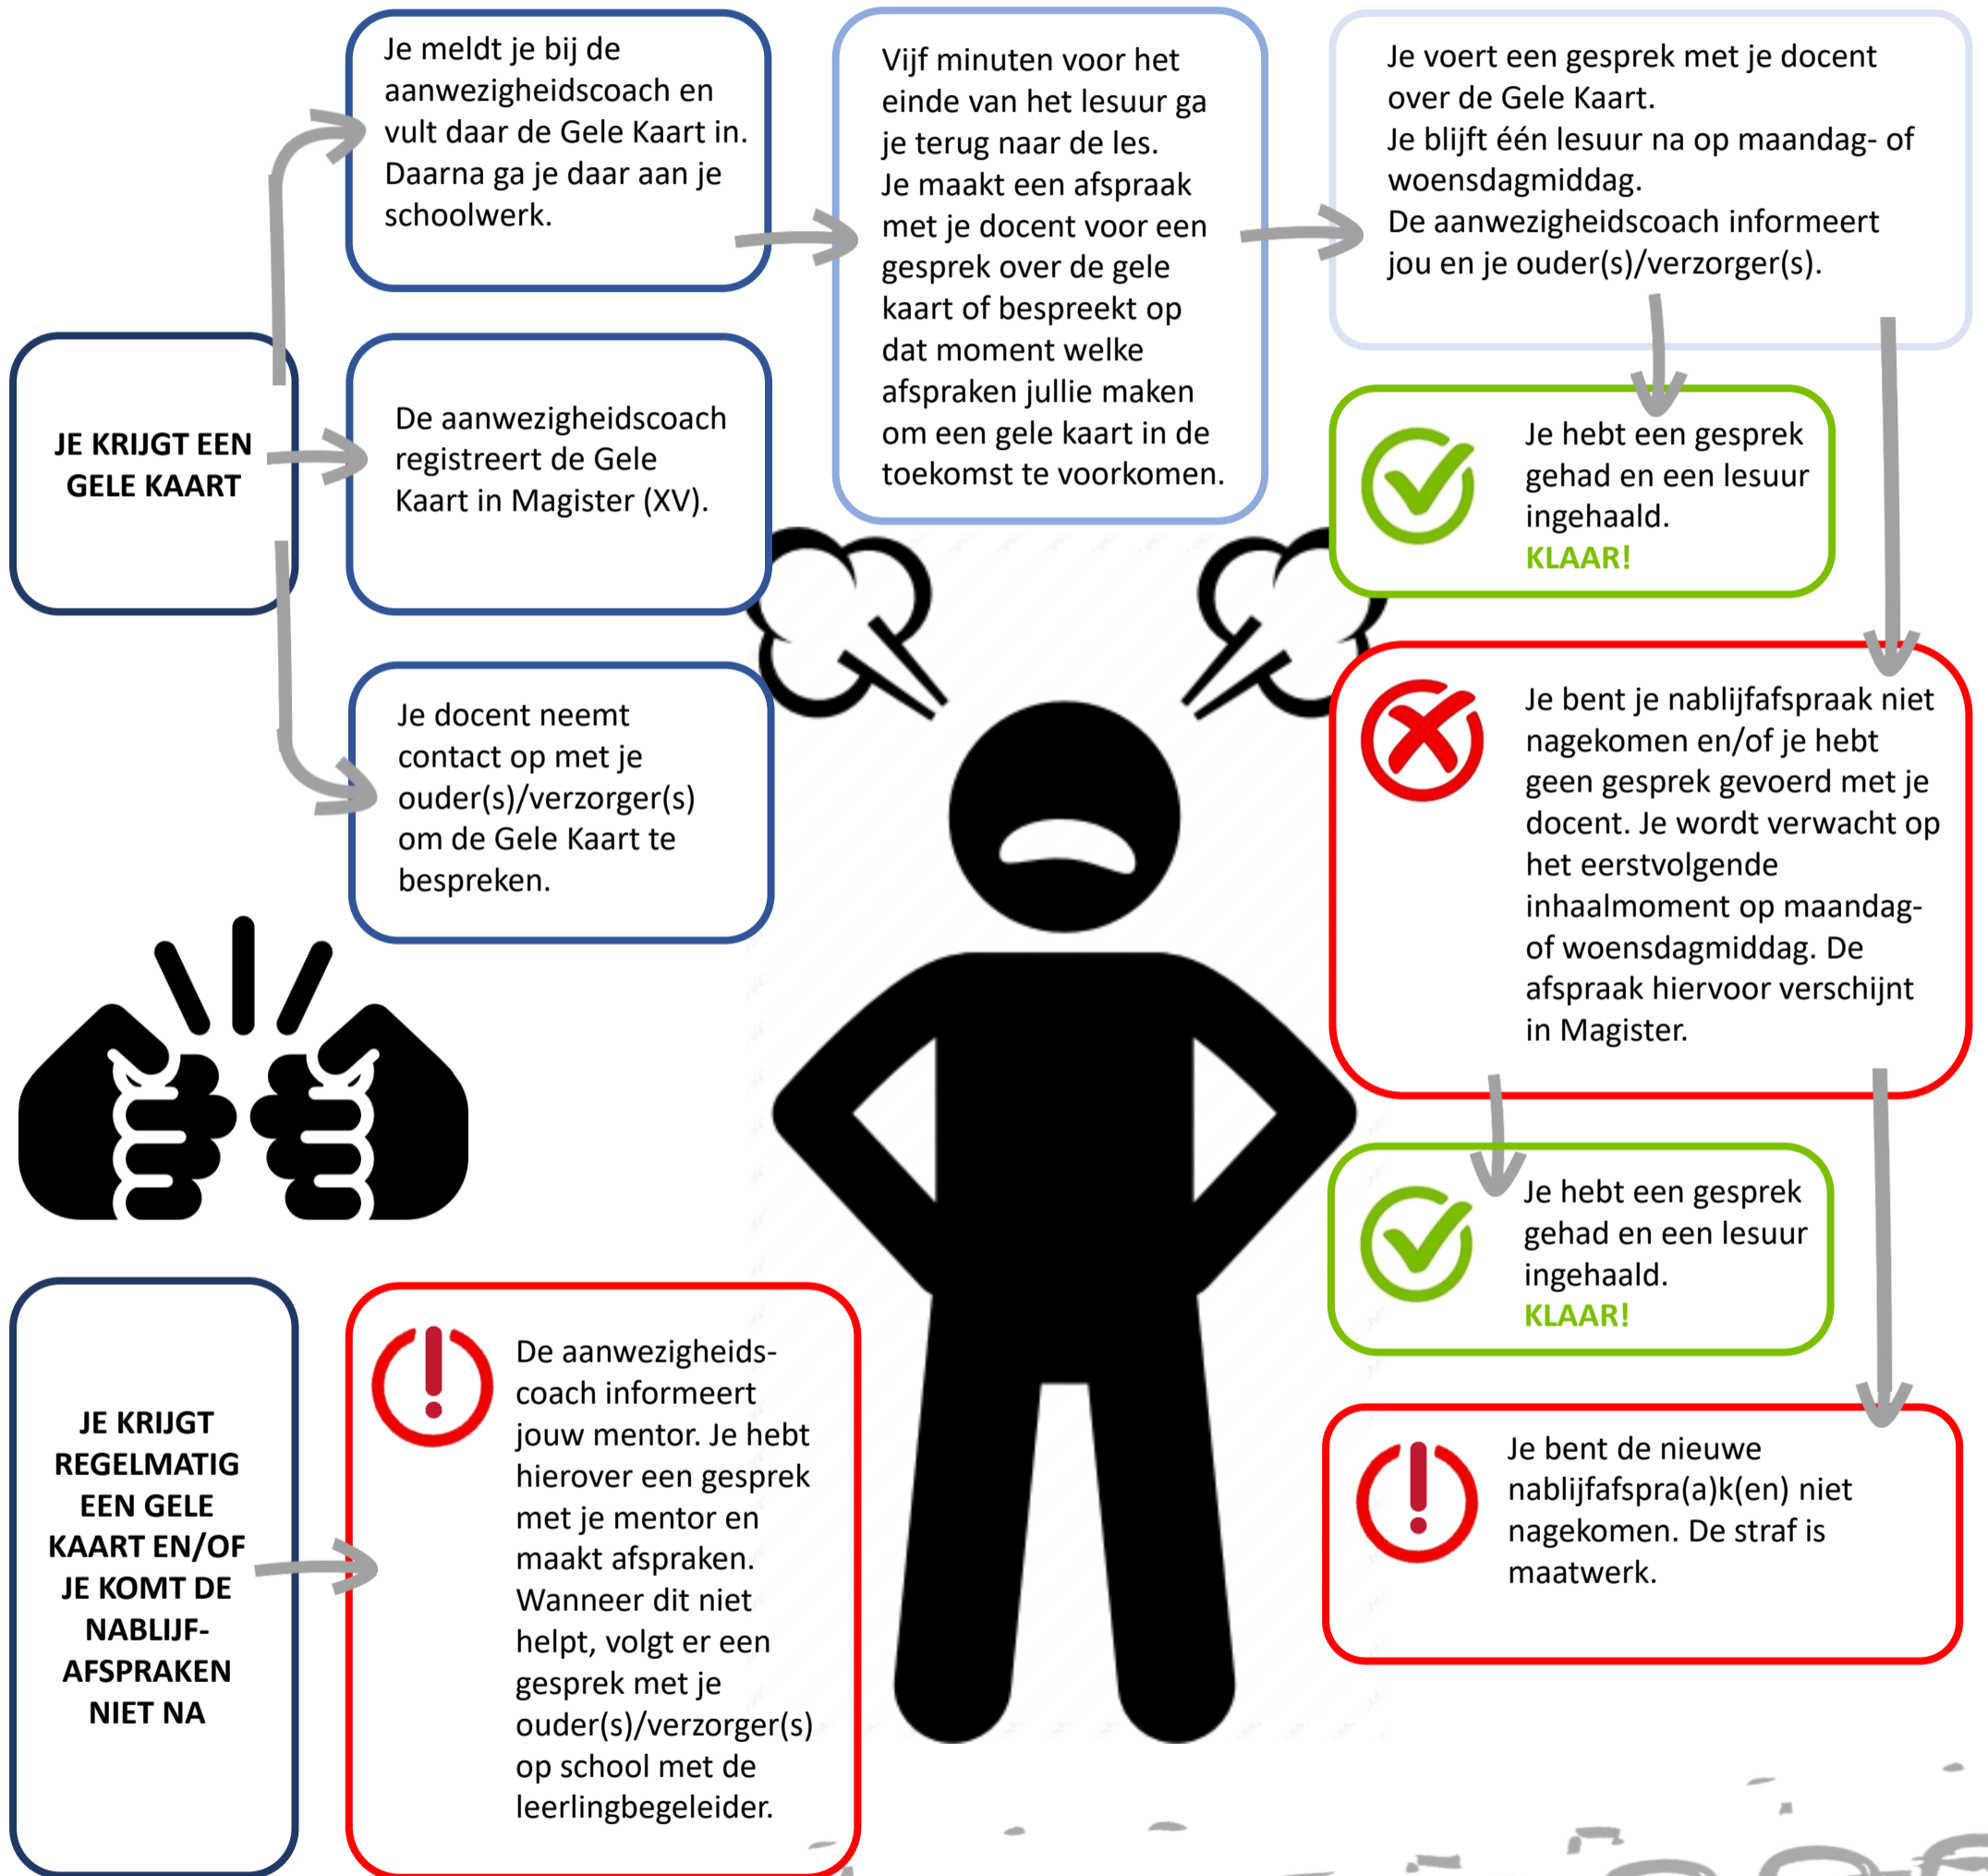 JE KRIJGT EEN
GELE KAART
Je meldt je bij de
aanwezigheidscoach en
vult daar de Gele Kaart in.
Daarna ga je daar aan je
schoolwerk.
De aanwezigheidscoach
registreert de Gele
Kaart in Magister (XV).
Je docent neemt
contact op met je
ouder(s)/verzorger(s)
om de Gele Kaart te
bespreken.
Vijf minuten voor het
einde van het lesuur ga
je terug naar de les.
Je maakt een afspraak
met je docent voor een
gesprek over de gele
kaart of bespreekt op
dat moment welke
afspraken jullie maken
om een gele kaart in de
toekomst te voorkomen.
Je voert een gesprek met je docent
over de Gele Kaart.
Je blijft één lesuur na op maandag- of
woensdagmiddag.
De aanwezigheidscoach informeert
jou en je ouder(s)/verzorger(s).
Je hebt een gesprek
gehad en een lesuur
ingehaald.
KLAAR!
Je bent je nablijfafspraak niet
nagekomen en/of je hebt
geen gesprek gevoerd met je
docent. Je wordt verwacht op
het eerstvolgende
inhaalmoment op maandag-
of woensdagmiddag. De
afspraak hiervoor verschijnt
in Magister.
Je hebt een gesprek
gehad en een lesuur
ingehaald.
KLAAR!
Je bent de nieuwe
nablijfafspra(a)k(en) niet
nagekomen. De straf is
maatwerk.
JE KRIJGT
REGELMATIG
EEN GELE
KAART EN/OF
JE KOMT DE
NABLIJF-
AFSPRAKEN
NIET NA
De aanwezigheids-
coach informeert
jouw mentor. Je hebt
hierover een gesprek
met je mentor en
maakt afspraken.
Wanneer dit niet
helpt, volgt er een
gesprek met je
ouder(s)/verzorger(s)
op school met de
leerlingbegeleider.